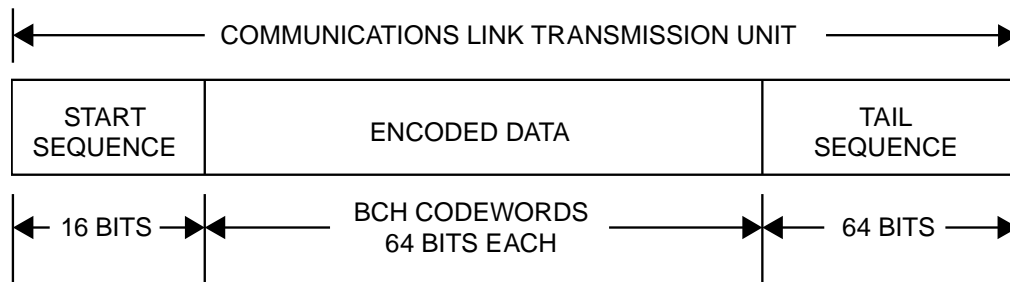 COMMUNICATIONS LINK TRANSMISSION UNIT
START
SEQUENCE
ENCODED DATA
TAIL
SEQUENCE
16 BITS
BCH CODEWORDS
64 BITS EACH
64 BITS